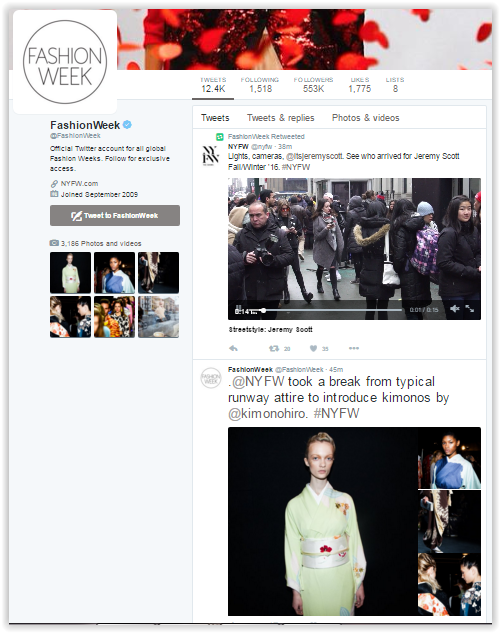 FASHION
WEEK
TWEETS FOLLOWING FOLLOWERS LIKES LISTS
12.4K 1,518 553K 1,775 8
FashionWeek
@FashionWeek
Official Twitter account for all global
Fashion Weeks. Follow for exclusive
access.
NYFW.com
Joined September 2009
Tweet to FashionWeek
3,186 Photos and videos
Tweets Tweets & replies Photos & videos
FashionWeek Retweeted
NYFW @nyfw · 38m
Lights, cameras, @itsjeremyscott. See who arrived for Jeremy Scott
Fall/Winter '16. #NYFW
0:01 / 0:15
Streetstyle: Jeremy Scott
FashionWeek @FashionWeek · 45m
.@NYFW took a break from typical
runway attire to introduce kimonos by
@kimonohiro. #NYFW